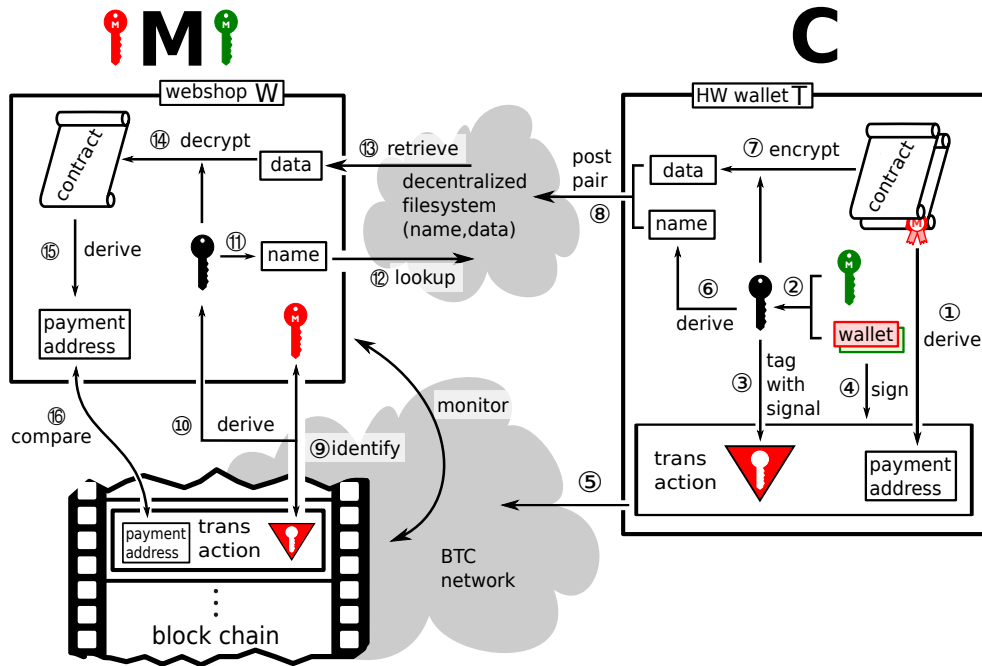 M
M
M
C
webshop W
HW wallet T
contract
⑭ decrypt
data
⑬ retrieve
decentralized
filesystem
(name,data)
post
pair
⑧
data
⑦ encrypt
contract
M
name
⑮
derive
⑪
name
⑫ lookup
⑥
derive
②
M
wallet
①
derive
payment
address
M
③
tag
with
signal
④ sign
monitor
⑯
compare
⑩
derive
⑨ identify
trans
action
payment
address
⑤
payment
address
trans
action
BTC
network
block chain